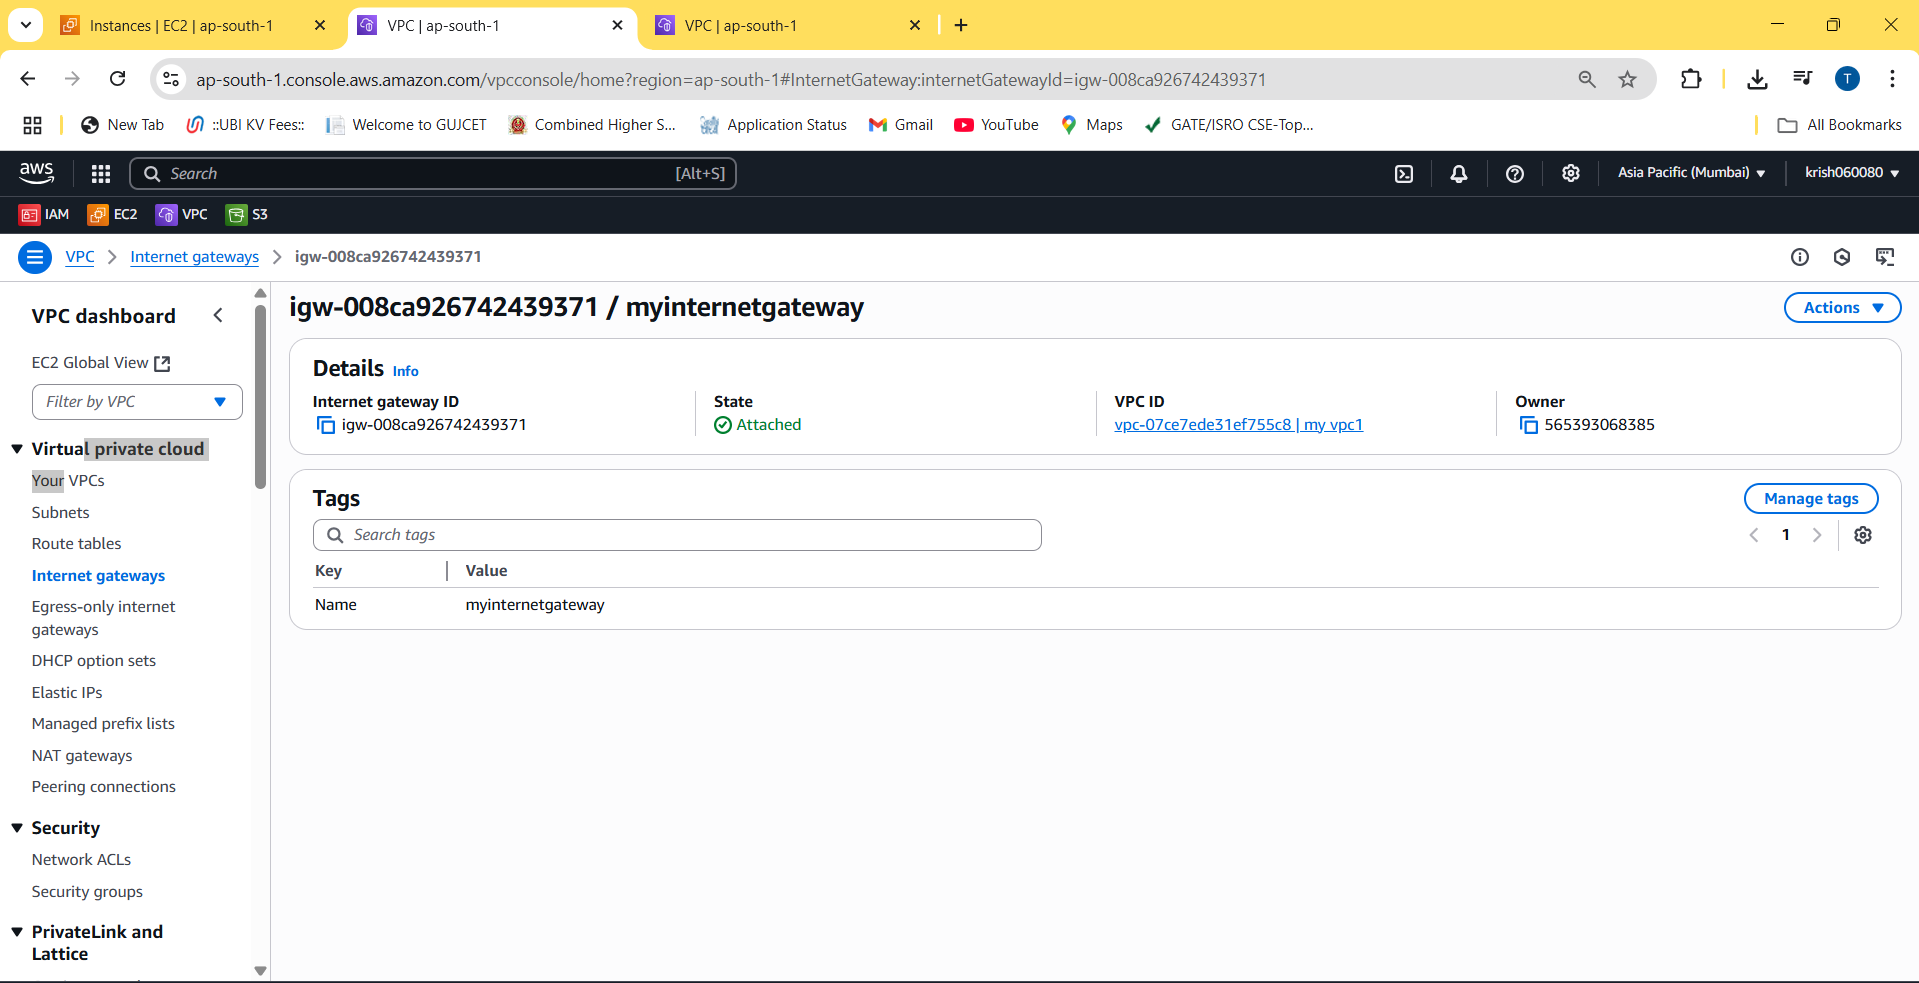 Instances | EC2 | ap-south-1
VPC | ap-south-1
VPC | ap-south-1
ap-south-1.console.aws.amazon.com/vpcconsole/home?region=ap-south-1#InternetGateway:internetGatewayId=igw-008ca926742439371
T
New Tab
::UBI KV Fees::
Welcome to GUJCET
Combined Higher S...
Application Status
Gmail
YouTube
Maps
GATE/ISRO CSE-Top...
All Bookmarks
aws
Search
[Alt+S]
Asia Pacific (Mumbai)
krish060080
IAM
EC2
VPC
S3
VPC
Internet gateways
igw-008ca926742439371
VPC dashboard
EC2 Global View
Filter by VPC
Virtual private cloud
Your VPCs
Subnets
Route tables
Internet gateways
Egress-only internet
gateways
DHCP option sets
Elastic IPs
Managed prefix lists
NAT gateways
Peering connections
Security
Network ACLs
Security groups
PrivateLink and
Lattice
igw-008ca926742439371 / myinternetgateway
Actions
Details Info
Internet gateway ID
igw-008ca926742439371
State
Attached
VPC ID
vpc-07ce7ede31ef755c8 | my vpc1
Owner
565393068385
Tags
Manage tags
Search tags
1
Key Value
Name myinternetgateway